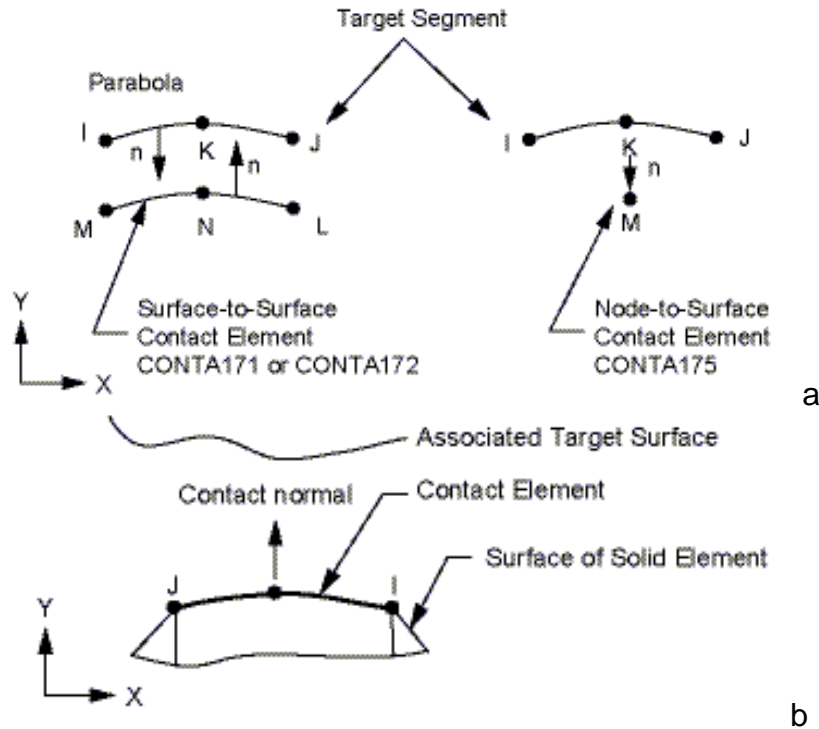 Target Segment
Parabola
I
K
J
n
n
M
N
L
I
K
J
n
M
Surface-to-Surface
Contact Element
CONTA171 or CONTA172
Node-to-Surface
Contact Element
CONTA175
Y
X
a
Associated Target Surface
Contact normal
Contact Element
Surface of Solid Element
J
I
Y
X
b